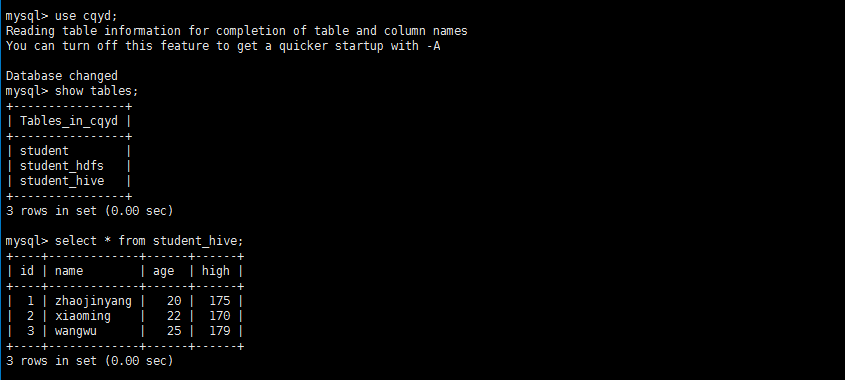 mysql> use cqyd;
Reading table information for completion of table and column names
You can turn off this feature to get a quicker startup with -A
Database changed
mysql> show tables;
+----------------+
| Tables_in_cqyd |
+----------------+
| student        |
| student_hdfs   |
| student_hive   |
+----------------+
3 rows in set (0.00 sec)
mysql> select * from student_hive;
+----+-------------+------+------+
| id | name        | age  | high |
+----+-------------+------+------+
|  1 | zhaojinyang |   20 |  175 |
|  2 | xiaoming    |   22 |  170 |
|  3 | wangwu      |   25 |  179 |
+----+-------------+------+------+
3 rows in set (0.00 sec)